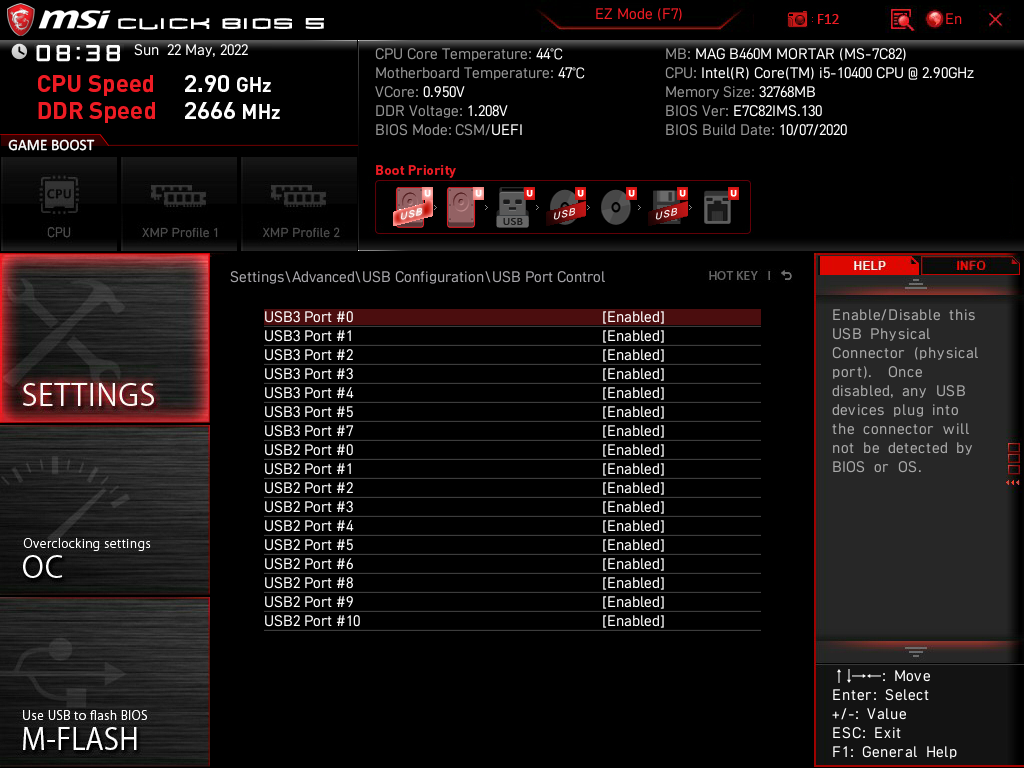 msi CLICK BIOS 5
EZ Mode (F7)
: F12
En
08:38 Sun 22 May, 2022
CPU Speed 2.90 GHz
DDR Speed 2666 MHz
CPU Core Temperature: 44°C
Motherboard Temperature: 47°C
VCore: 0.950V
DDR Voltage: 1.208V
BIOS Mode: CSM/UEFI
MB: MAG B460M MORTAR (MS-7C82)
CPU: Intel(R) Core(TM) i5-10400 CPU @ 2.90GHz
Memory Size: 32768MB
BIOS Ver: E7C82IMS.130
BIOS Build Date: 10/07/2020
GAME BOOST
CPU
CPU
XMP Profile 1
XMP Profile 2
Boot Priority
U U U U U U U
USB USB USB USB
SETTINGS
Overclocking settings
OC
Use USB to flash BIOS
M-FLASH
Settings\Advanced\USB Configuration\USB Port Control
HOT KEY |
USB3 Port #0 [Enabled]
USB3 Port #1 [Enabled]
USB3 Port #2 [Enabled]
USB3 Port #3 [Enabled]
USB3 Port #4 [Enabled]
USB3 Port #5 [Enabled]
USB3 Port #7 [Enabled]
USB2 Port #0 [Enabled]
USB2 Port #1 [Enabled]
USB2 Port #2 [Enabled]
USB2 Port #3 [Enabled]
USB2 Port #4 [Enabled]
USB2 Port #5 [Enabled]
USB2 Port #6 [Enabled]
USB2 Port #8 [Enabled]
USB2 Port #9 [Enabled]
USB2 Port #10 [Enabled]
HELP
INFO
Enable/Disable this
USB Physical
Connector (physical
port). Once
disabled, any USB
devices plug into
the connector will
not be detected by
BIOS or OS.
↑↓→←: Move
Enter: Select
+/-: Value
ESC: Exit
F1: General Help